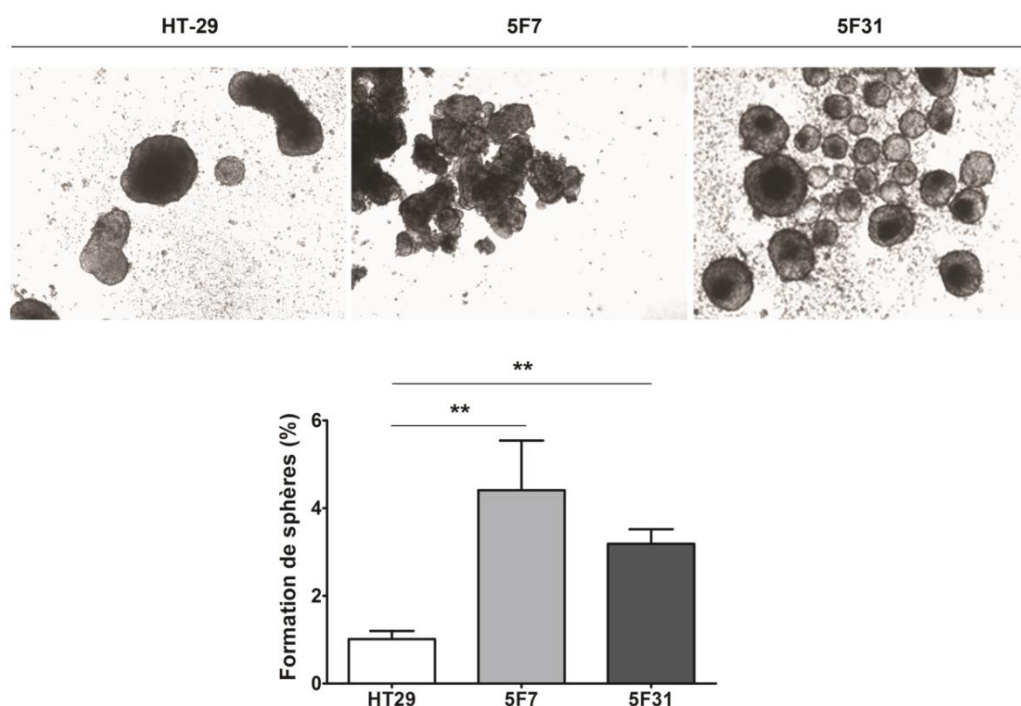 HT-29 5F7 5F31
**
**
Formation de sphères (%)
6
4
2
0
HT29 5F7 5F31